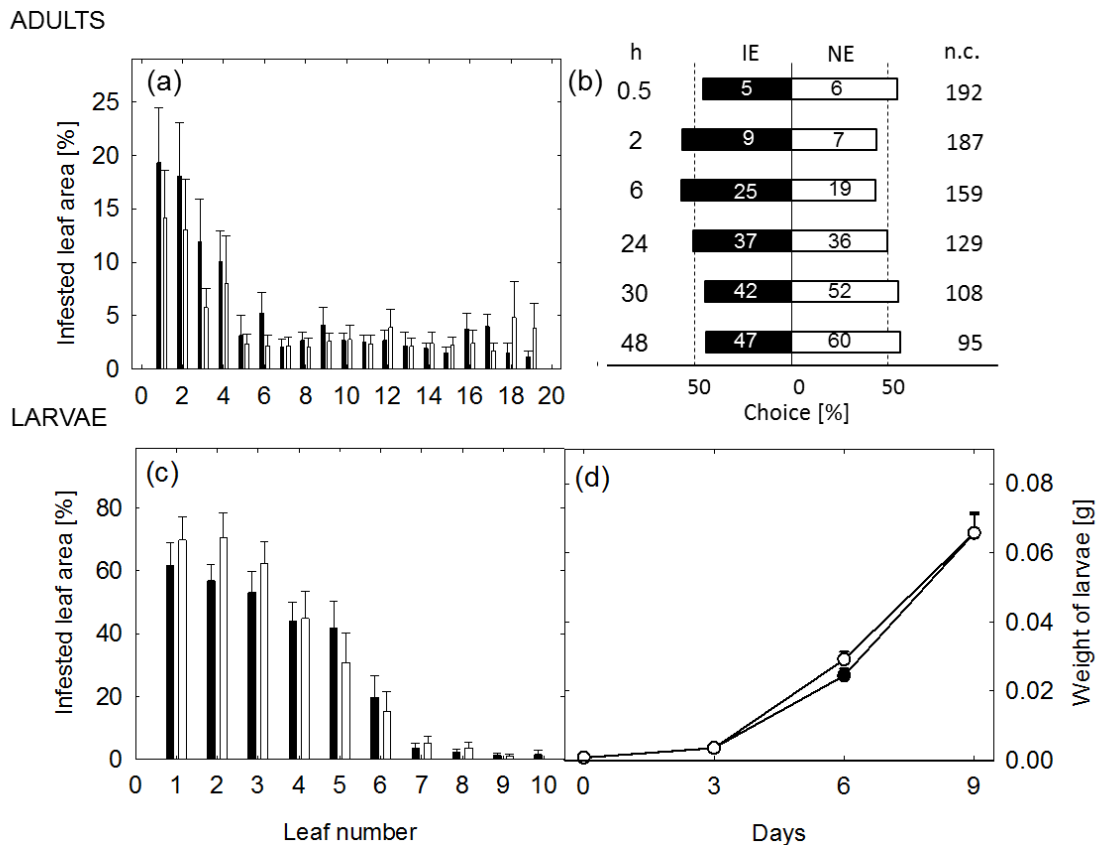 ADULTS
(a)
Infested leaf area [%]
25
20
15
10
5
0
0 2 4 6 8 10 12 14 16 18 20
(b)
h IE NE n.c.
0.5 5 6 192
2 9 7 187
6 25 19 159
24 37 36 129
30 42 52 108
48 47 60 95
50 0 50
Choice [%]
LARVAE
(c)
Infested leaf area [%]
80
60
40
20
0
1 2 3 4 5 6 7 8 9 10
Leaf number
(d)
0.08
0.06
0.04
0.02
0.00
Weight of larvae [g]
0 3 6 9
Days